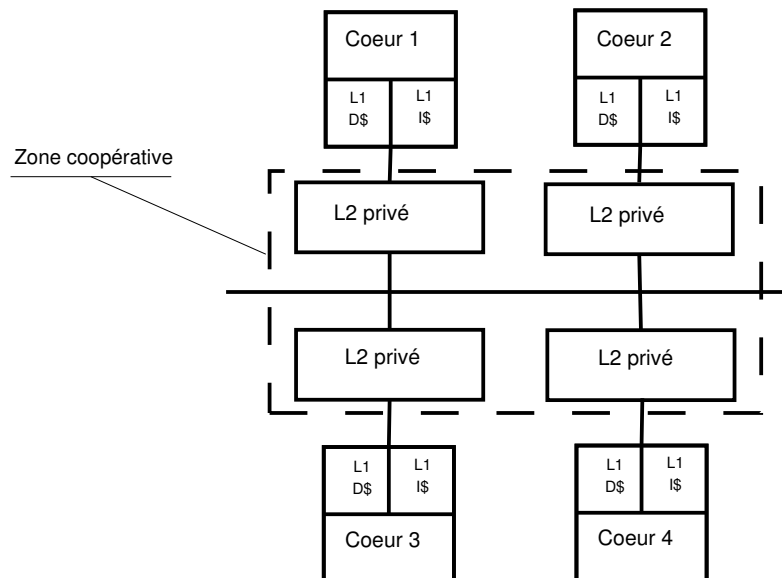 Coeur 1
Coeur 2
L1 L1
D$ I$
L1 L1
D$ I$
Zone coopérative
L2 privé
L2 privé
L2 privé
L2 privé
L1 L1
D$ I$
L1 L1
D$ I$
Coeur 3
Coeur 4